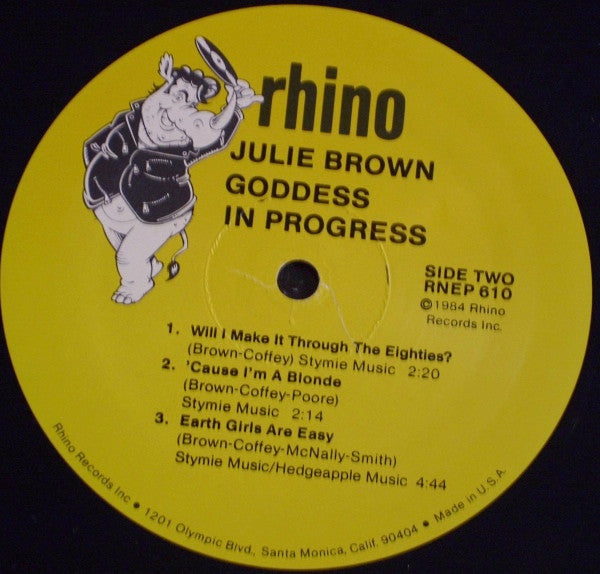 rhino
JULIE BROWN
GODDESS
IN PROGRESS
SIDE TWO
RNEP 610
©1984 Rhino
Records Inc.
1. Will I Make It Through The Eighties?
(Brown-Coffey) Stymie Music 2:20
2. 'Cause I'm A Blonde
(Brown-Coffey-Poore)
Stymie Music 2:14
3. Earth Girls Are Easy
(Brown-Coffey-McNally-Smith)
Stymie Music/Hedgeapple Music 4:44
Rhino Records Inc • 1201 Olympic Blvd., Santa Monica, Calif. 90404 • Made in U.S.A.